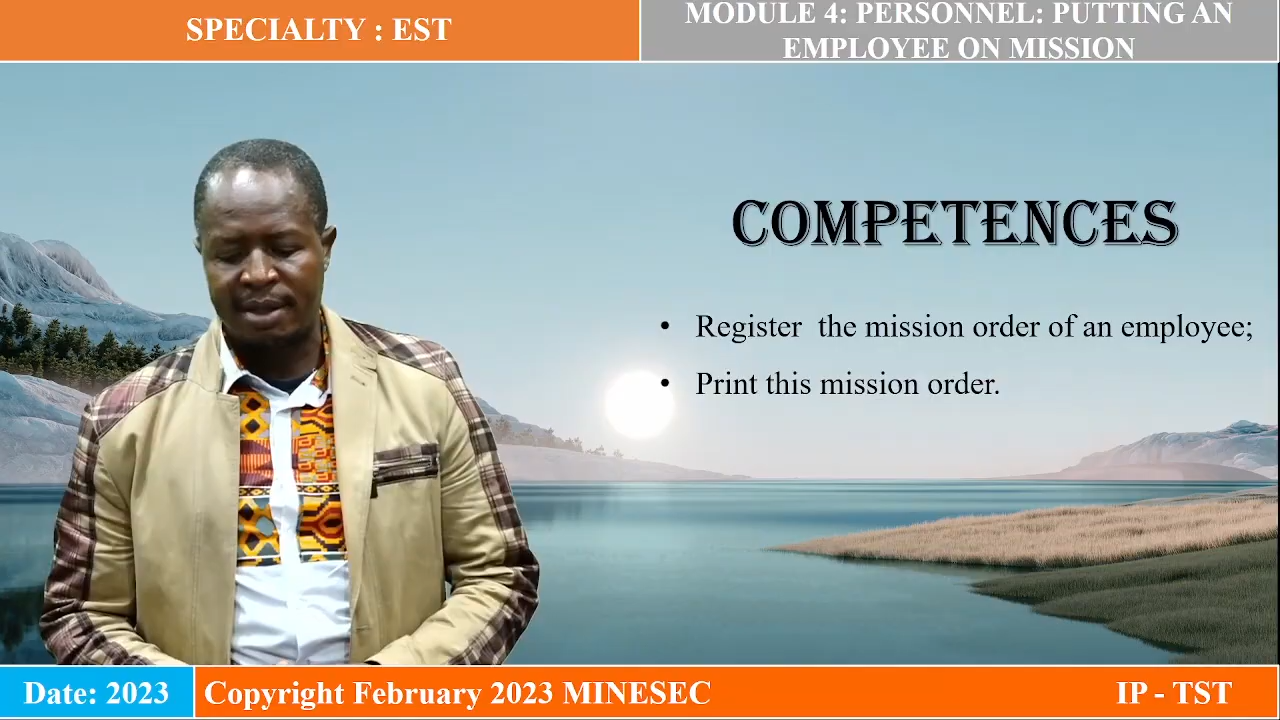 SPECIALTY : EST
MODULE 4: PERSONNEL: PUTTING AN
EMPLOYEE ON MISSION
COMPETENCES
• Register the mission order of an employee;
• Print this mission order.
Date: 2023
Copyright February 2023 MINESEC
IP - TST